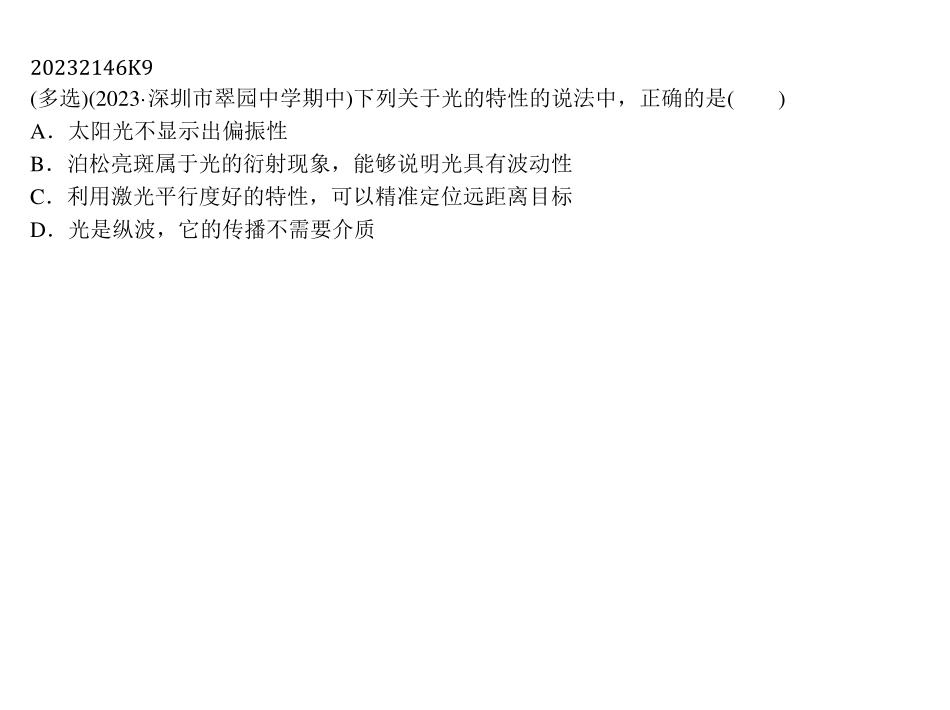 20232146K9
(多选)(2023·深圳市翠园中学期中)下列关于光的特性的说法中，正确的是(　　)
A．太阳光不显示出偏振性
B．泊松亮斑属于光的衍射现象，能够说明光具有波动性
C．利用激光平行度好的特性，可以精准定位远距离目标
D．光是纵波，它的传播不需要介质